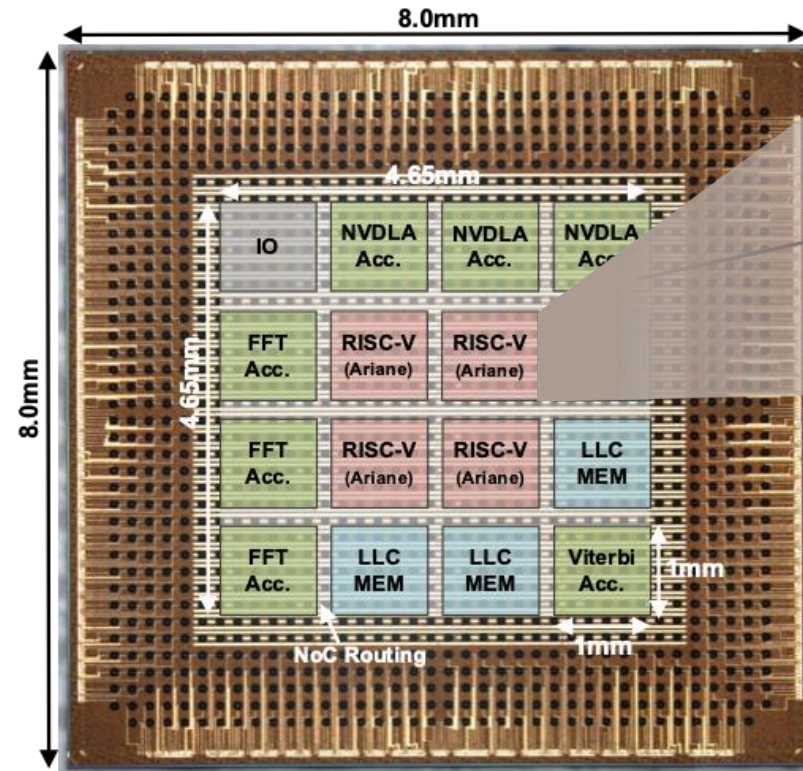 8.0mm
8.0mm
4.65mm
4.65mm
IO
NVDLA
Acc.
NVDLA
Acc.
NVDLA
Acc.
FFT
Acc.
RISC-V
(Ariane)
RISC-V
(Ariane)
FFT
Acc.
RISC-V
(Ariane)
RISC-V
(Ariane)
LLC
MEM
FFT
Acc.
LLC
MEM
LLC
MEM
Viterbi
Acc.
1mm
1mm
NoC Routing